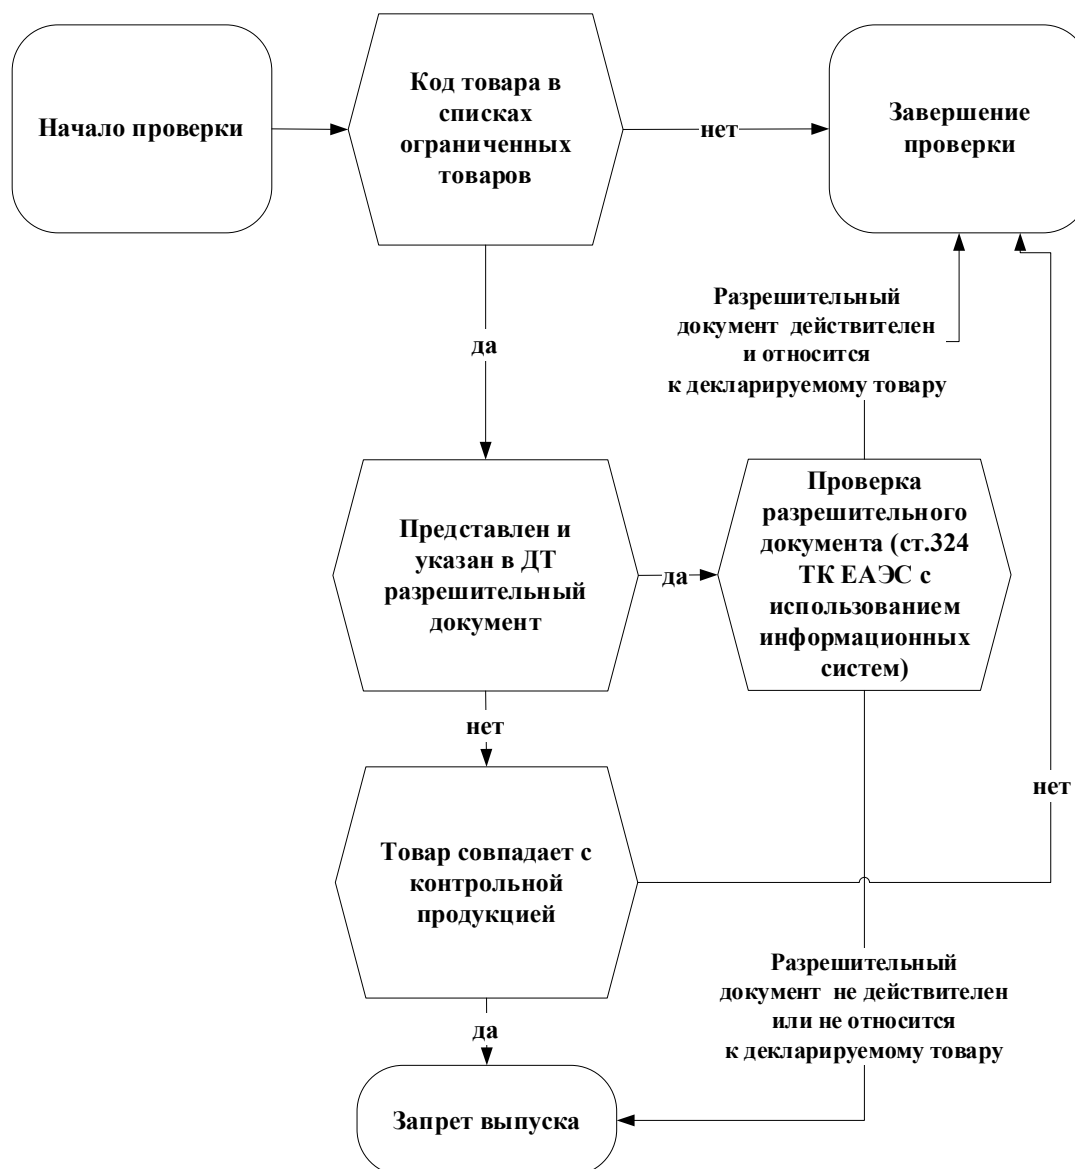 Начало проверки
Код товара в
списках
ограниченных
товаров
нет
Завершение
проверки
да
Разрешительный
документ действителен
и относится
к декларируемому товару
Представлен и
указан в ДТ
разрешительный
документ
да
Проверка
разрешительного
документа (ст.324
ТК ЕАЭС с
использованием
информационных
систем)
нет
нет
Товар совпадает с
контрольной
продукцией
Разрешительный
документ не действителен
или не относится
к декларируемому товару
да
Запрет выпуска